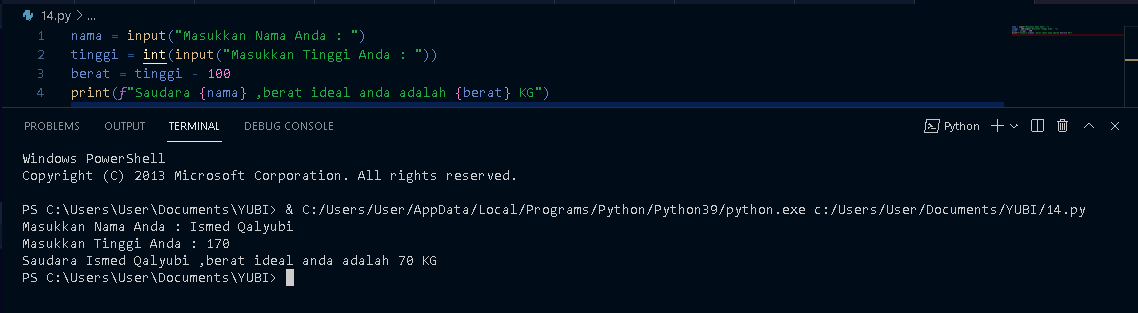 14.py > ...
1 nama = input("Masukkan Nama Anda : ")
2 tinggi = int(input("Masukkan Tinggi Anda : "))
3 berat = tinggi - 100
4 print(f"Saudara {nama} ,berat ideal anda adalah {berat} KG")
PROBLEMS OUTPUT TERMINAL DEBUG CONSOLE Python
Windows PowerShell
Copyright (C) 2013 Microsoft Corporation. All rights reserved.
PS C:\Users\User\Documents\YUBI> & C:/Users/User/AppData/Local/Programs/Python/Python39/python.exe c:/Users/User/Documents/YUBI/14.py
Masukkan Nama Anda : Ismed Qalyubi
Masukkan Tinggi Anda : 170
Saudara Ismed Qalyubi ,berat ideal anda adalah 70 KG
PS C:\Users\User\Documents\YUBI>